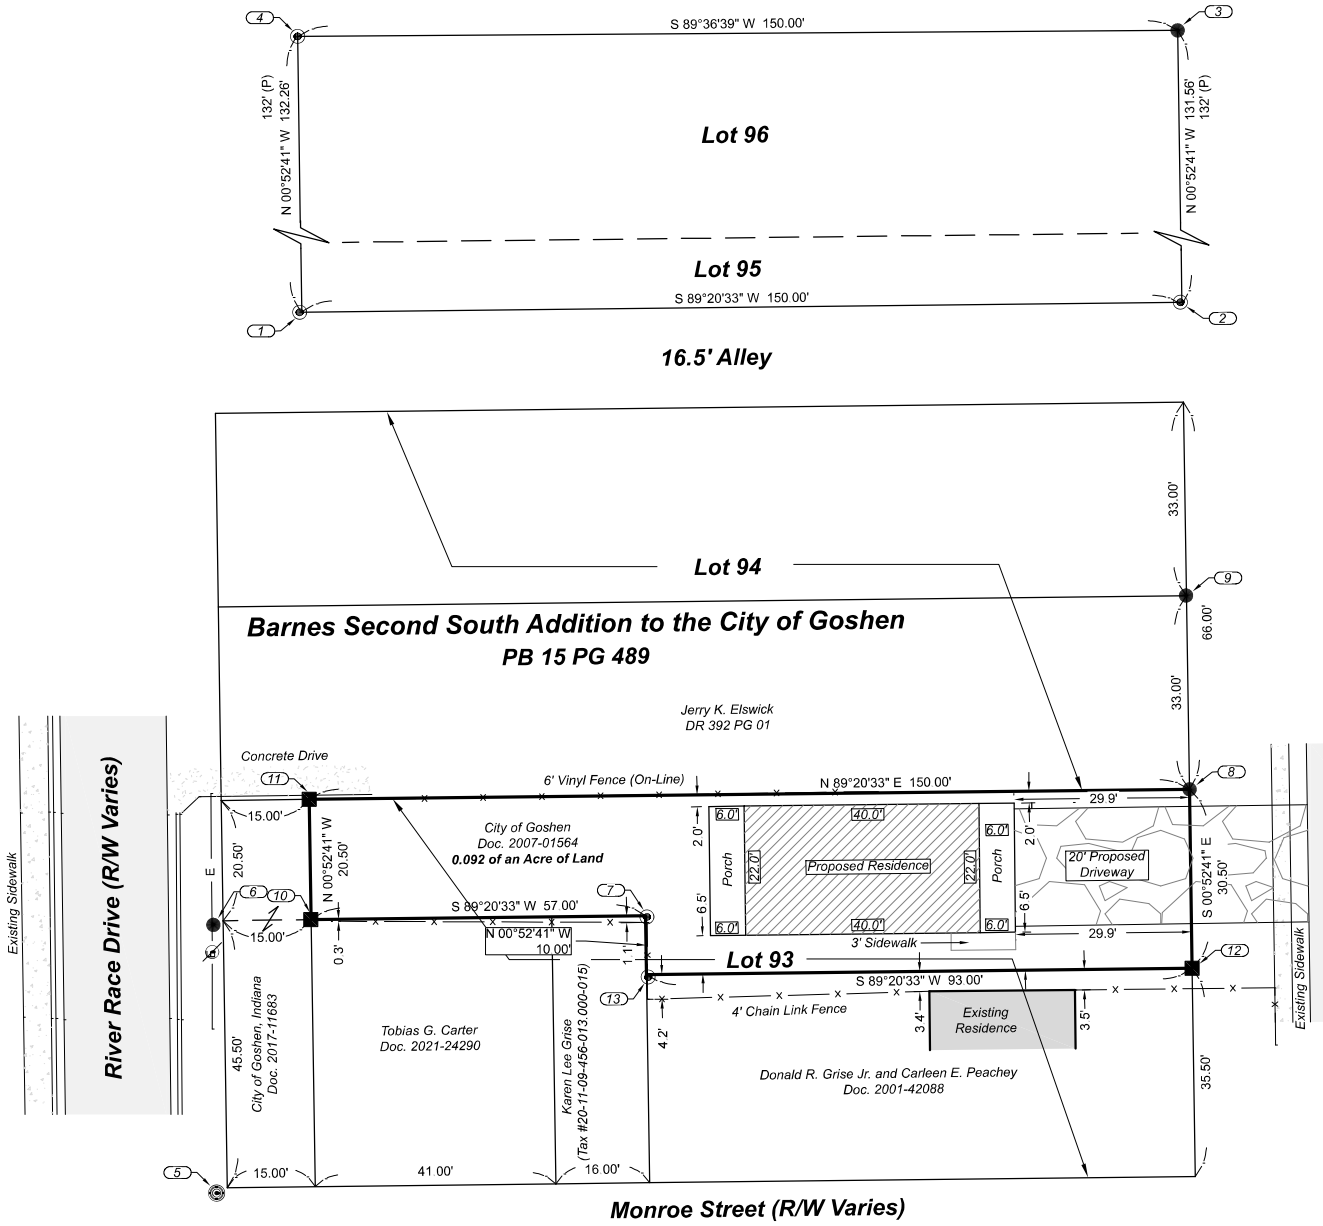 4
S 89°36'39" W  150.00'
3
132' (P)
N 00°52'41" W  132.26'
N 00°52'41" W  131.56'
132' (P)
Lot 96
Lot 95
S 89°20'33" W  150.00'
1
2
16.5' Alley
33.00'
Lot 94
9
66.00'
Barnes Second South Addition to the City of Goshen
PB 15 PG 489
33.00'
Jerry K. Elswick
DR 392 PG 01
Concrete Drive
11
6' Vinyl Fence (On-Line)
N 89°20'33" E  150.00'
8
15.00'
29.9'
6.0'
40.0'
6.0'
2.0'
2.0'
City of Goshen
Doc. 2007-01564
0.092 of an Acre of Land
N 00°52'41" W
20.50'
20.50'
E
Porch
22.0'
Proposed Residence
22.0'
Porch
20' Proposed
Driveway
S 00°52'41" E
30.50'
6
10
7
S 89°20'33" W  57.00'
6 5'
6 5'
6.0'
40.0'
6.0'
29.9'
15.00'
0.3'
N 00°52'41" W
10.00'
1.1'
3' Sidewalk
Lot 93
12
S 89°20'33" W  93.00'
13
4' Chain Link Fence
4 2'
3 4'
3 5'
Existing
Residence
River Race Drive (R/W Varies)
Existing Sidewalk
Existing Sidewalk
45.50'
City of Goshen, Indiana
Doc. 2017-11683
Tobias G. Carter
Doc. 2021-24290
Karen Lee Grise
(Tax #20-11-09-456-013.000-015)
Donald R. Grise Jr. and Carleen E. Peachey
Doc. 2001-42088
35.50'
5
15.00'
41 00'
16 00'
Monroe Street (R/W Varies)